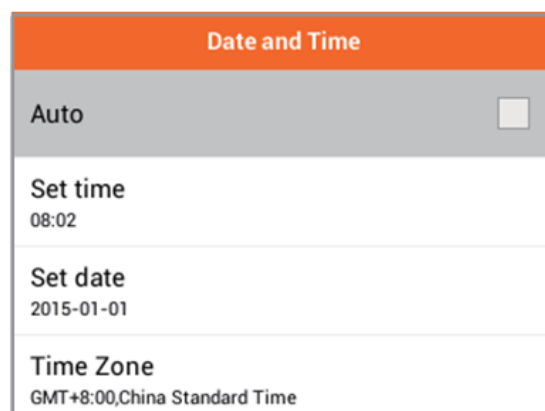 Date and Time
Auto
Set time
08:02
Set date
2015-01-01
Time Zone
GMT+8:00,China Standard Time